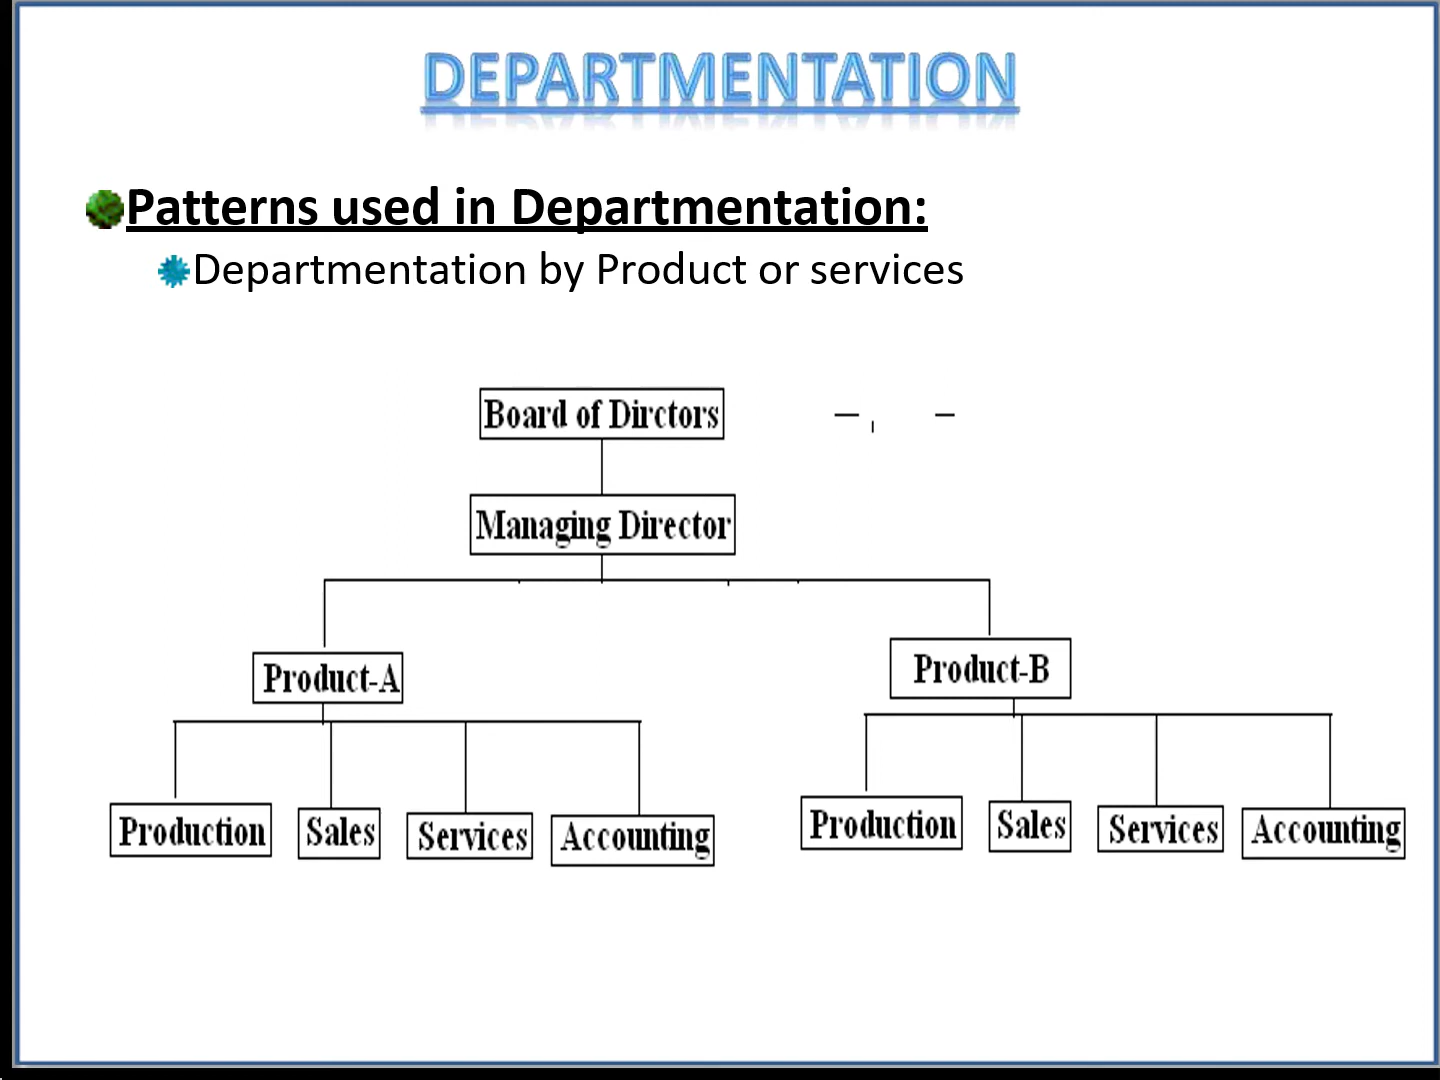 DEPARTMENTATION
Patterns used in Departmentation:
Departmentation by Product or services
Board of Dirctors
Managing Director
Product-A
Product-B
Production Sales Services Accounting
Production Sales Services Accounting